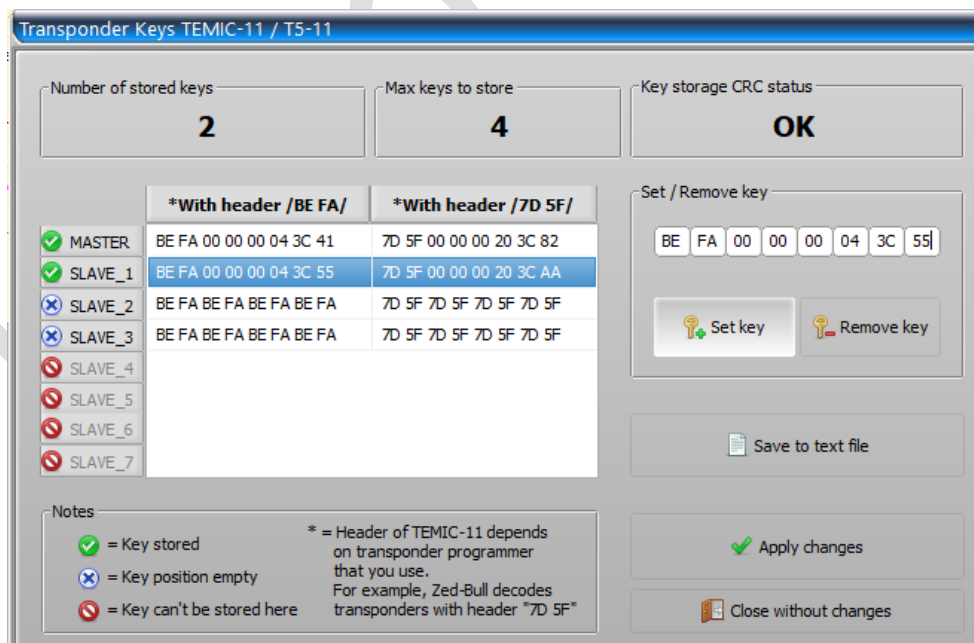 Transponder Keys TEMIC-11 / T5-11
Number of stored keys
2
Max keys to store
4
Key storage CRC status
OK
*With header /BE FA/ *With header /7D 5F/
MASTER BE FA 00 00 00 04 3C 41 7D 5F 00 00 00 20 3C 82
SLAVE_1 BE FA 00 00 00 04 3C 55 7D 5F 00 00 00 20 3C AA
SLAVE_2 BE FA BE FA BE FA BE FA 7D 5F 7D 5F 7D 5F 7D 5F
SLAVE_3 BE FA BE FA BE FA BE FA 7D 5F 7D 5F 7D 5F 7D 5F
SLAVE_4
SLAVE_5
SLAVE_6
SLAVE_7
Set / Remove key
BE FA 00 00 00 04 3C 55
Set key
Remove key
Save to text file
Notes
= Key stored
= Key position empty
= Key can't be stored here
* = Header of TEMIC-11 depends
on transponder programmer
that you use.
For example, Zed-Bull decodes
transponders with header "7D 5F"
Apply changes
Close without changes